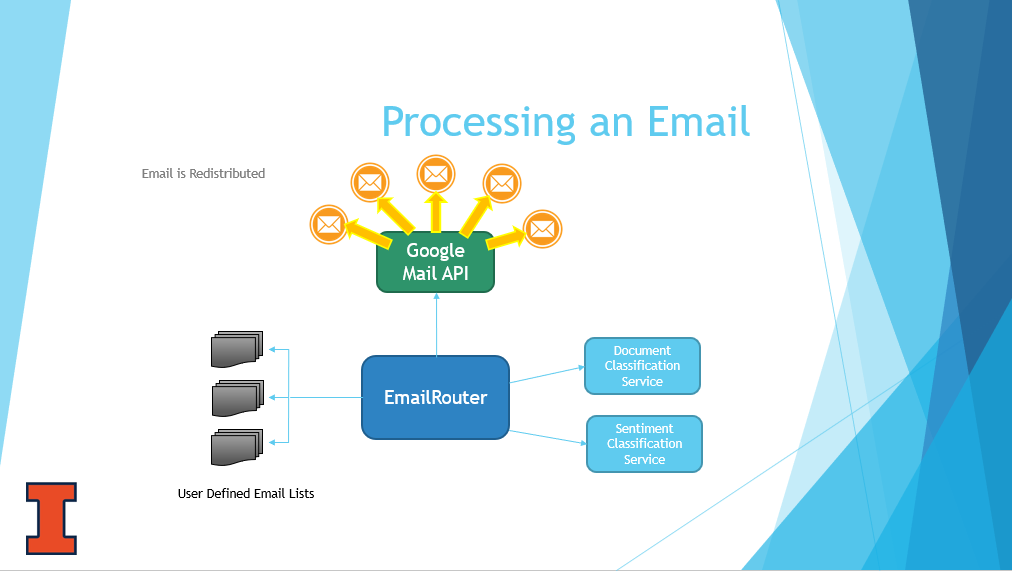 Processing an Email
Email is Redistributed
Google
Mail API
EmailRouter
Document
Classification
Service
Sentiment
Classification
Service
User Defined Email Lists
I